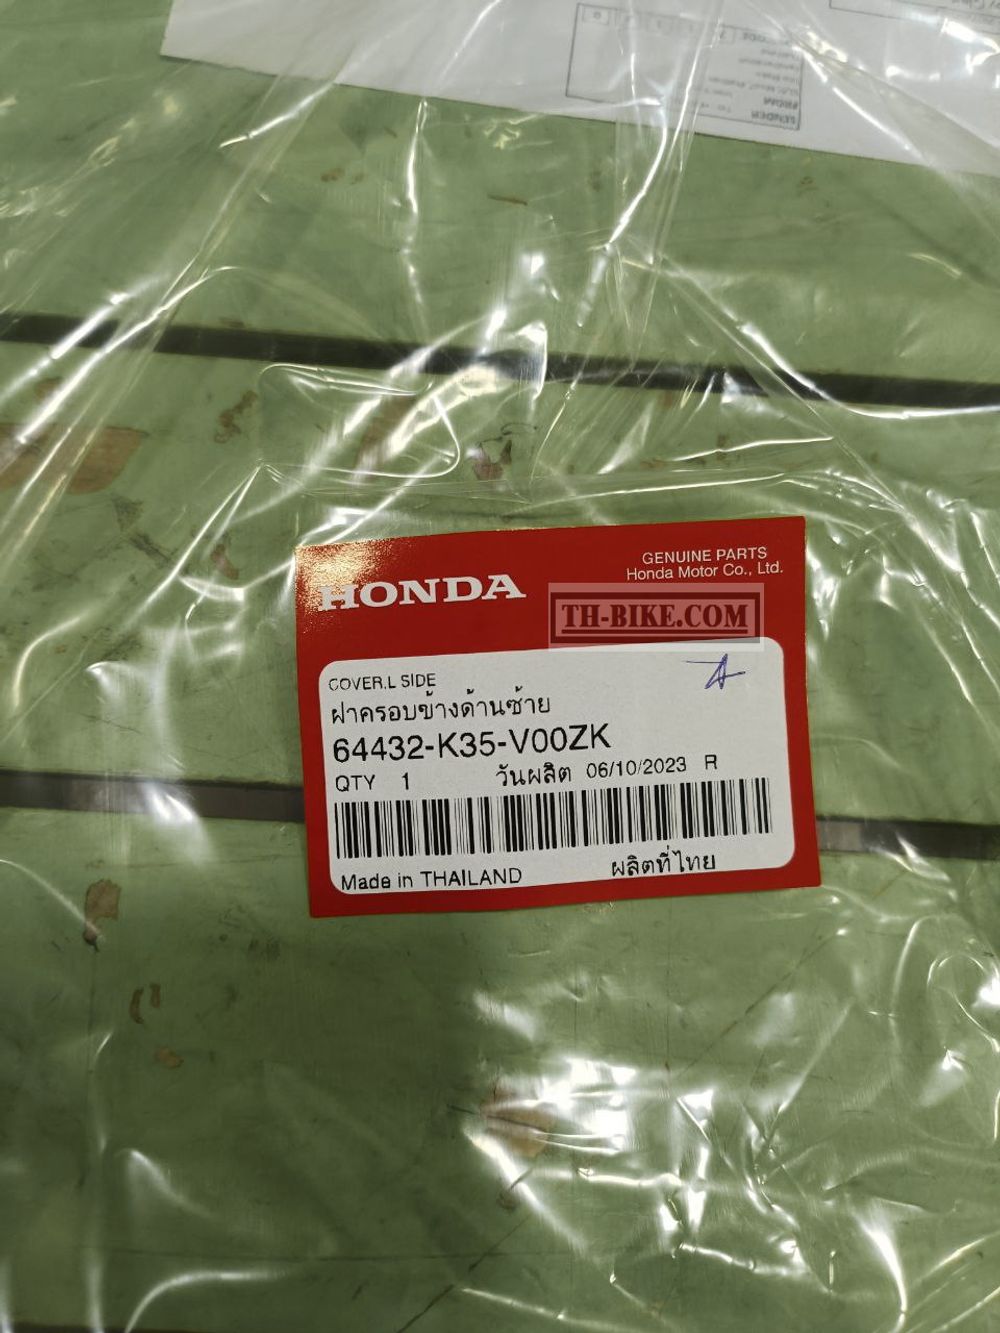 SENDER
HONDA
GENUINE PARTS
Honda Motor Co., Ltd.
TH-BIKE.COM
COVER.L SIDE
ฝาครอบข้างด้านซ้าย
64432-K35-V00ZK
QTY 1 วันผลิต 06/10/2023 R
Made in THAILAND ผลิตที่ไทย